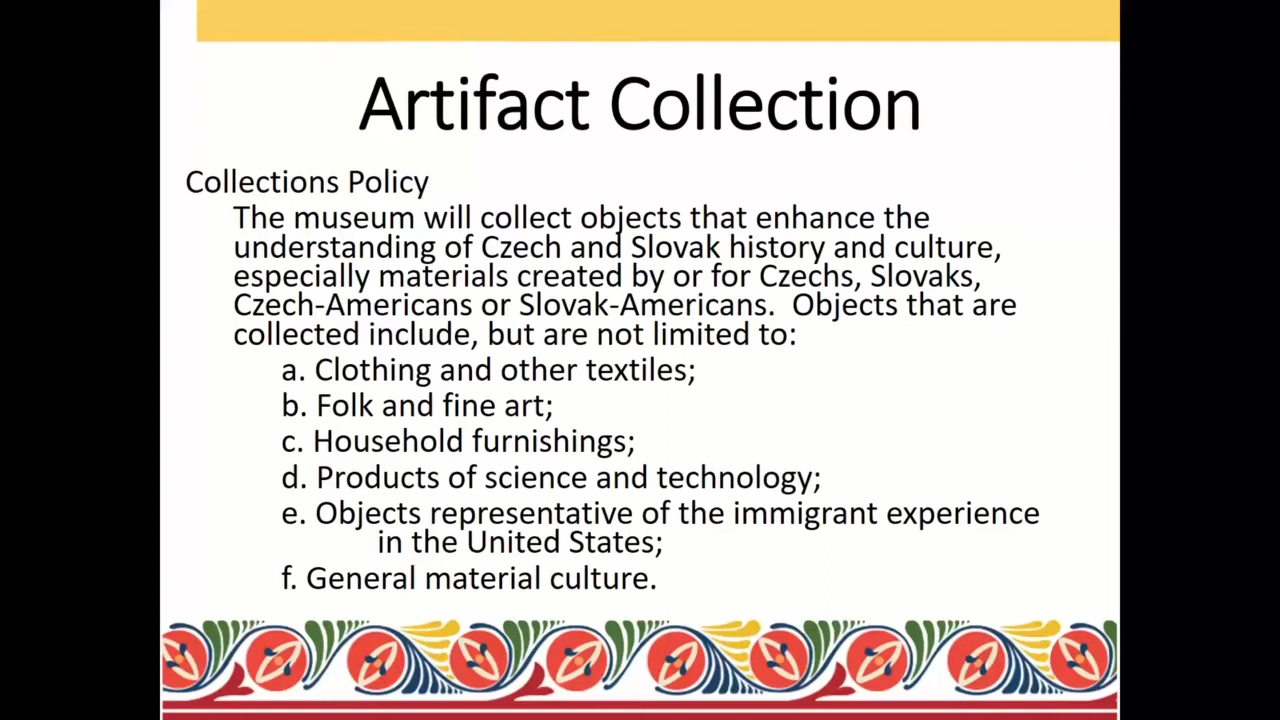 Artifact Collection
Collections Policy
The museum will collect objects that enhance the
understanding of Czech and Slovak history and culture,
especially materials created by or for Czechs, Slovaks,
Czech-Americans or Slovak-Americans.  Objects that are
collected include, but are not limited to:
a. Clothing and other textiles;
b. Folk and fine art;
c. Household furnishings;
d. Products of science and technology;
e. Objects representative of the immigrant experience
in the United States;
f. General material culture.